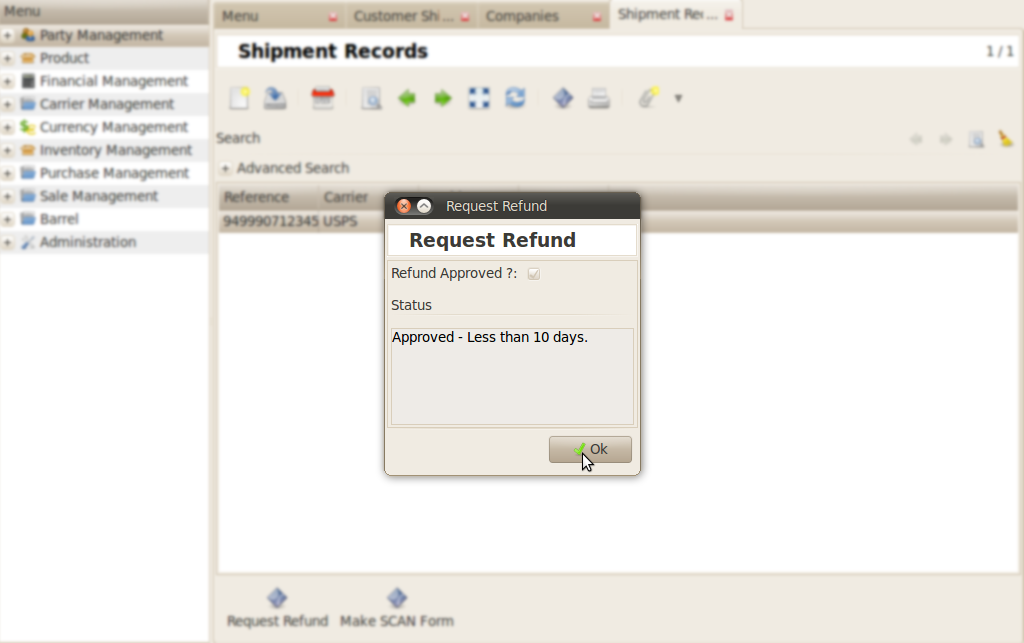 Menu
Party Management
Product
Financial Management
Carrier Management
Currency Management
Inventory Management
Purchase Management
Sale Management
Barrel
Administration
Menu
Customer Shi...
Companies
Shipment Rec...
Shipment Records
1 / 1
Search
Advanced Search
Reference
Carrier
949990712345
USPS
Request Refund
Request Refund
Refund Approved ?:
Status
Approved - Less than 10 days.
Ok
Request Refund
Make SCAN Form